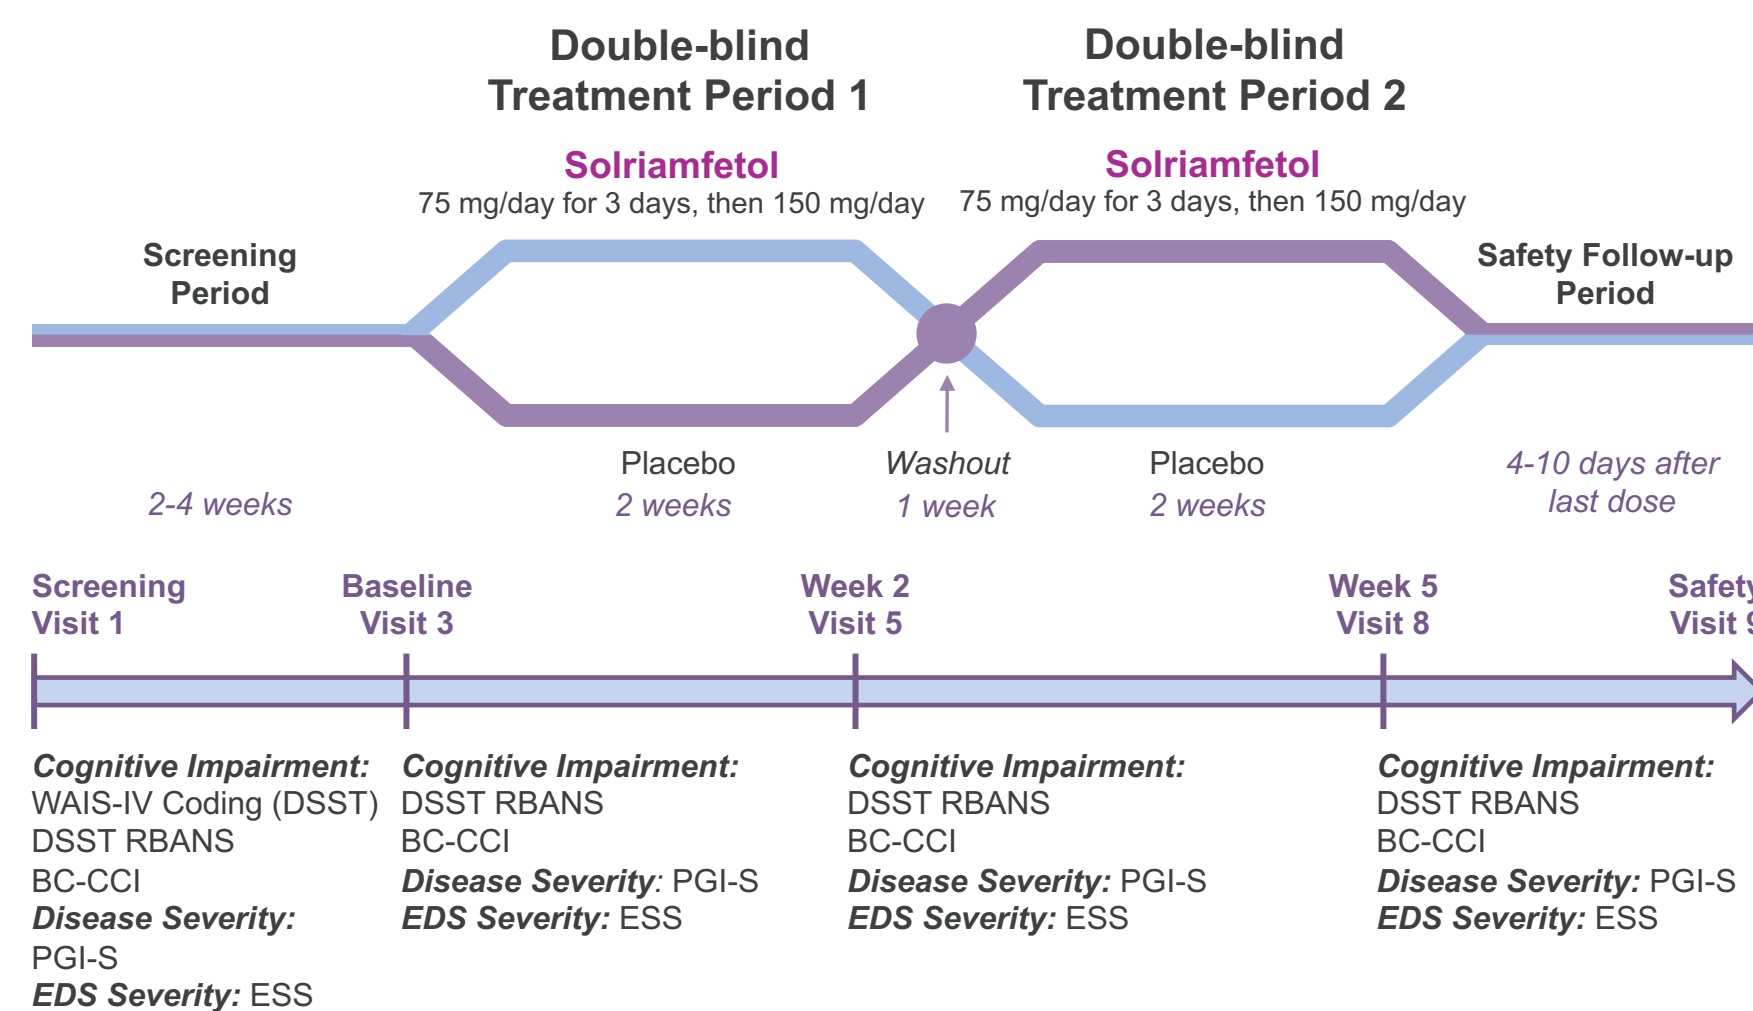 Double-blind
Treatment Period 1
Double-blind
Treatment Period 2
Solriamfetol
75 mg/day for 3 days, then 150 mg/day
Solriamfetol
75 mg/day for 3 days, then 150 mg/day
Screening
Period
Safety Follow-up
Period
Placebo
Washout
Placebo
4-10 days after
last dose
2-4 weeks
2 weeks
1 week
2 weeks
Screening
Visit 1
Baseline
Visit 3
Week 2
Visit 5
Week 5
Visit 8
Safety
Visit 9
Cognitive Impairment:
WAIS-IV Coding (DSST)
DSST RBANS
BC-CCI
Disease Severity:
PGI-S
EDS Severity: ESS
Cognitive Impairment:
DSST RBANS
BC-CCI
Disease Severity: PGI-S
EDS Severity: ESS
Cognitive Impairment:
DSST RBANS
BC-CCI
Disease Severity: PGI-S
EDS Severity: ESS
Cognitive Impairment:
DSST RBANS
BC-CCI
Disease Severity: PGI-S
EDS Severity: ESS